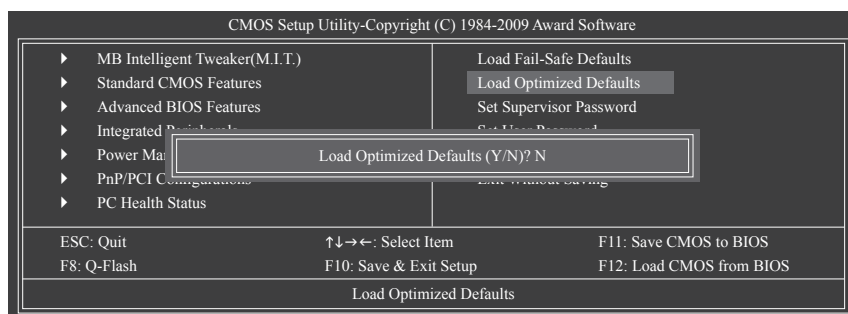 CMOS Setup Utility-Copyright (C) 1984-2009 Award Software
MB Intelligent Tweaker(M.I.T.)
Standard CMOS Features
Advanced BIOS Features
Integrated
Power
PnP/PCI
PC Health Status
Load Fail-Safe Defaults
Load Optimized Defaults
Set Supervisor Password
Load Optimized Defaults (Y/N)? N
ESC: Quit ↑↓→←: Select Item F11: Save CMOS to BIOS
F8: Q-Flash F10: Save & Exit Setup F12: Load CMOS from BIOS
Load Optimized Defaults